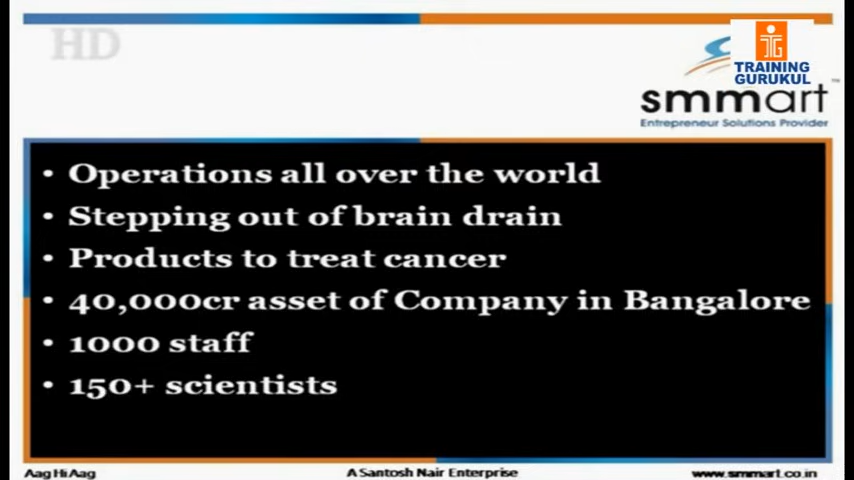 HD
TRAINING
GURUKUL
smmart™
Entrepreneur Solutions Provider
• Operations all over the world
• Stepping out of brain drain
• Products to treat cancer
• 40,000cr asset of Company in Bangalore
• 1000 staff
• 150+ scientists
Aag Hi Aag
A Santosh Nair Enterprise
www.smmart.co.in